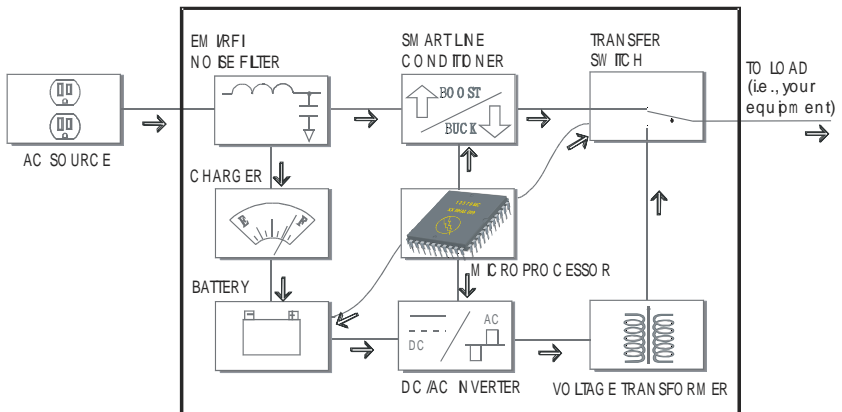 EMI/RFI
NOISE FILTER
SMART LINE
CONDITIONER
TRANSFER
SWITCH
TO LOAD
(i.e., your
equipment)
BOOST
BUCK
AC SOURCE
CHARGER
MICROPROCESSOR
BATTERY
DC
AC
DC/AC INVERTER
VOLTAGE TRANSFORMER